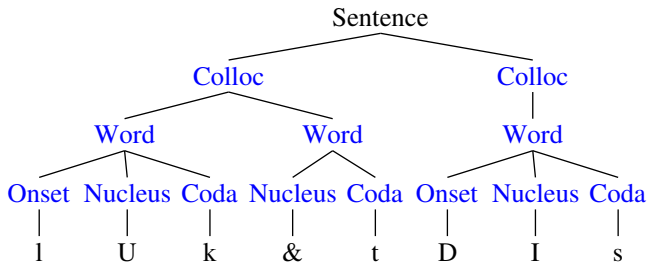 Sentence
Colloc Colloc
Word Word Word
Onset Nucleus Coda Nucleus Coda Onset Nucleus Coda
l U k & t D I s